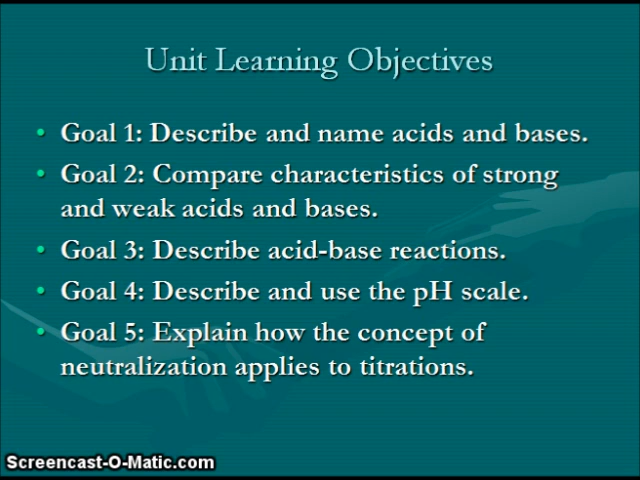 Unit Learning Objectives
• Goal 1: Describe and name acids and bases.
• Goal 2: Compare characteristics of strong
and weak acids and bases.
• Goal 3: Describe acid-base reactions.
• Goal 4: Describe and use the pH scale.
• Goal 5: Explain how the concept of
neutralization applies to titrations.
Screencast-O-Matic.com